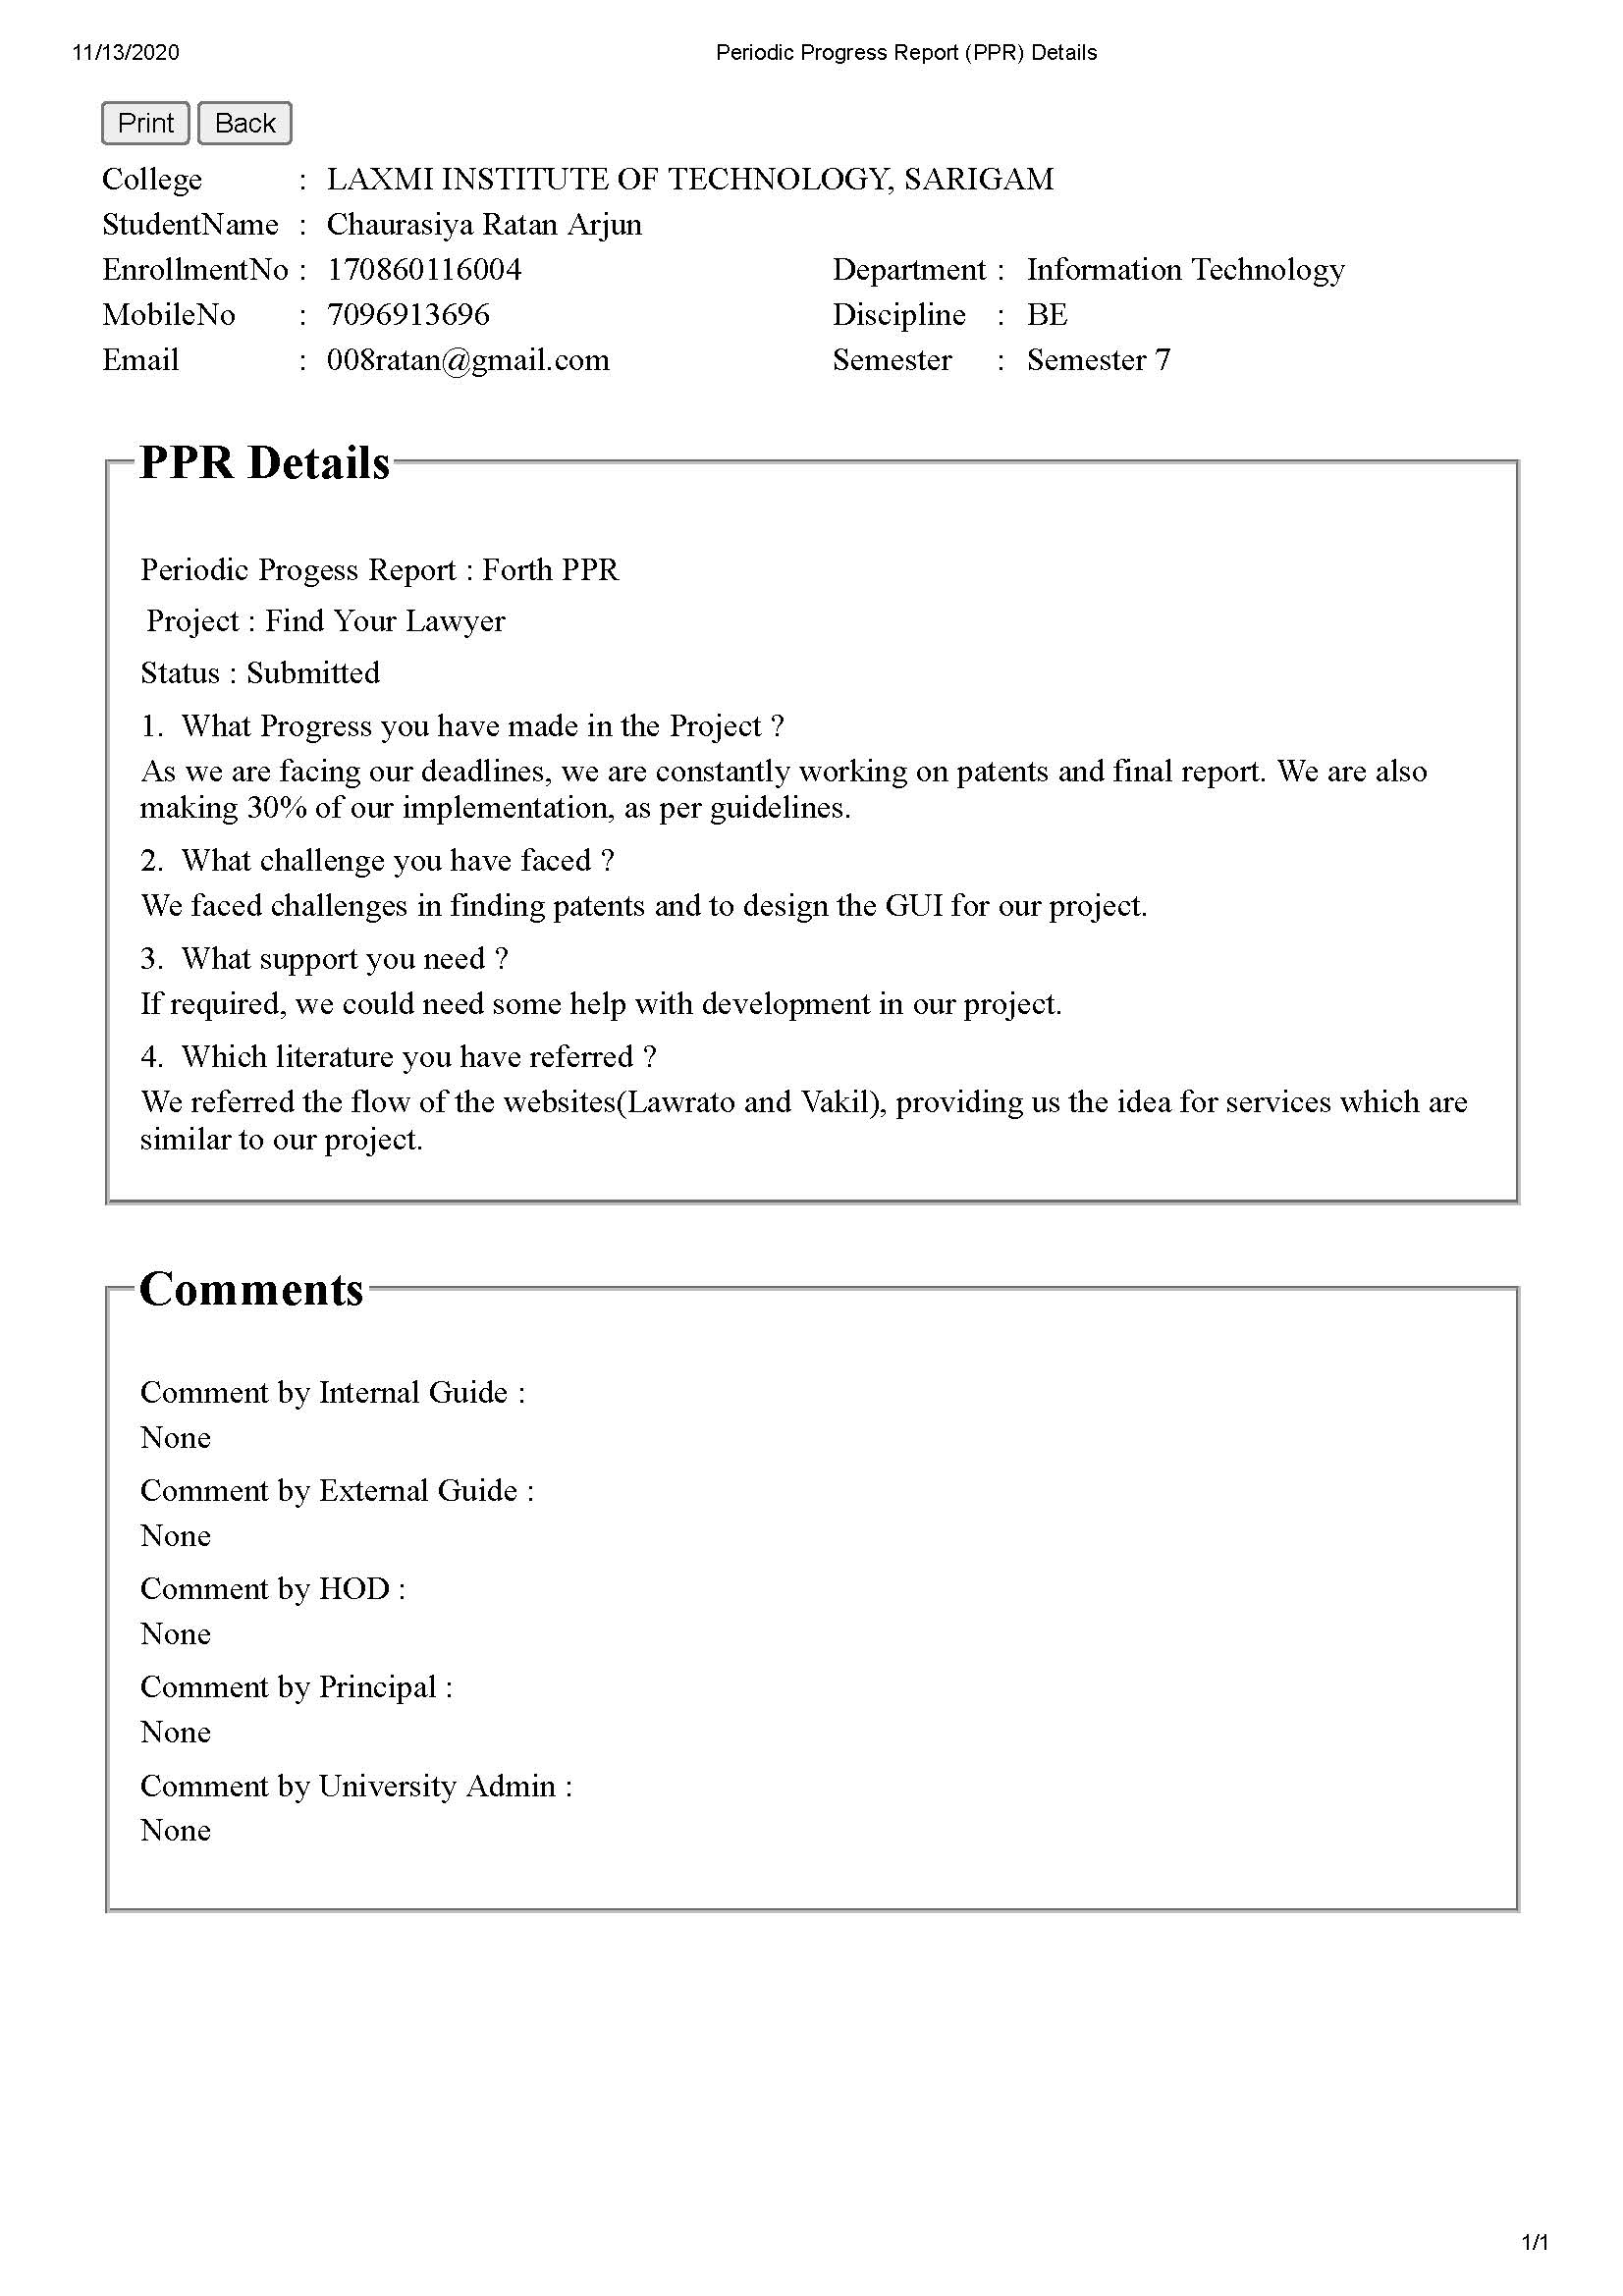 11/13/2020 Periodic Progress Report (PPR) Details
Print Back
College : LAXMI INSTITUTE OF TECHNOLOGY, SARIGAM
StudentName : Chaurasiya Ratan Arjun
EnrollmentNo : 170860116004 Department : Information Technology
MobileNo : 7096913696 Discipline : BE
Email : 008ratan@gmail.com Semester : Semester 7
PPR Details
Periodic Progess Report : Forth PPR
Project : Find Your Lawyer
Status : Submitted
1. What Progress you have made in the Project ?
As we are facing our deadlines, we are constantly working on patents and final report. We are also
making 30% of our implementation, as per guidelines.
2. What challenge you have faced ?
We faced challenges in finding patents and to design the GUI for our project.
3. What support you need ?
If required, we could need some help with development in our project.
4. Which literature you have referred ?
We referred the flow of the websites(Lawrato and Vakil), providing us the idea for services which are
similar to our project.
Comments
Comment by Internal Guide :
None
Comment by External Guide :
None
Comment by HOD :
None
Comment by Principal :
None
Comment by University Admin :
None
1/1